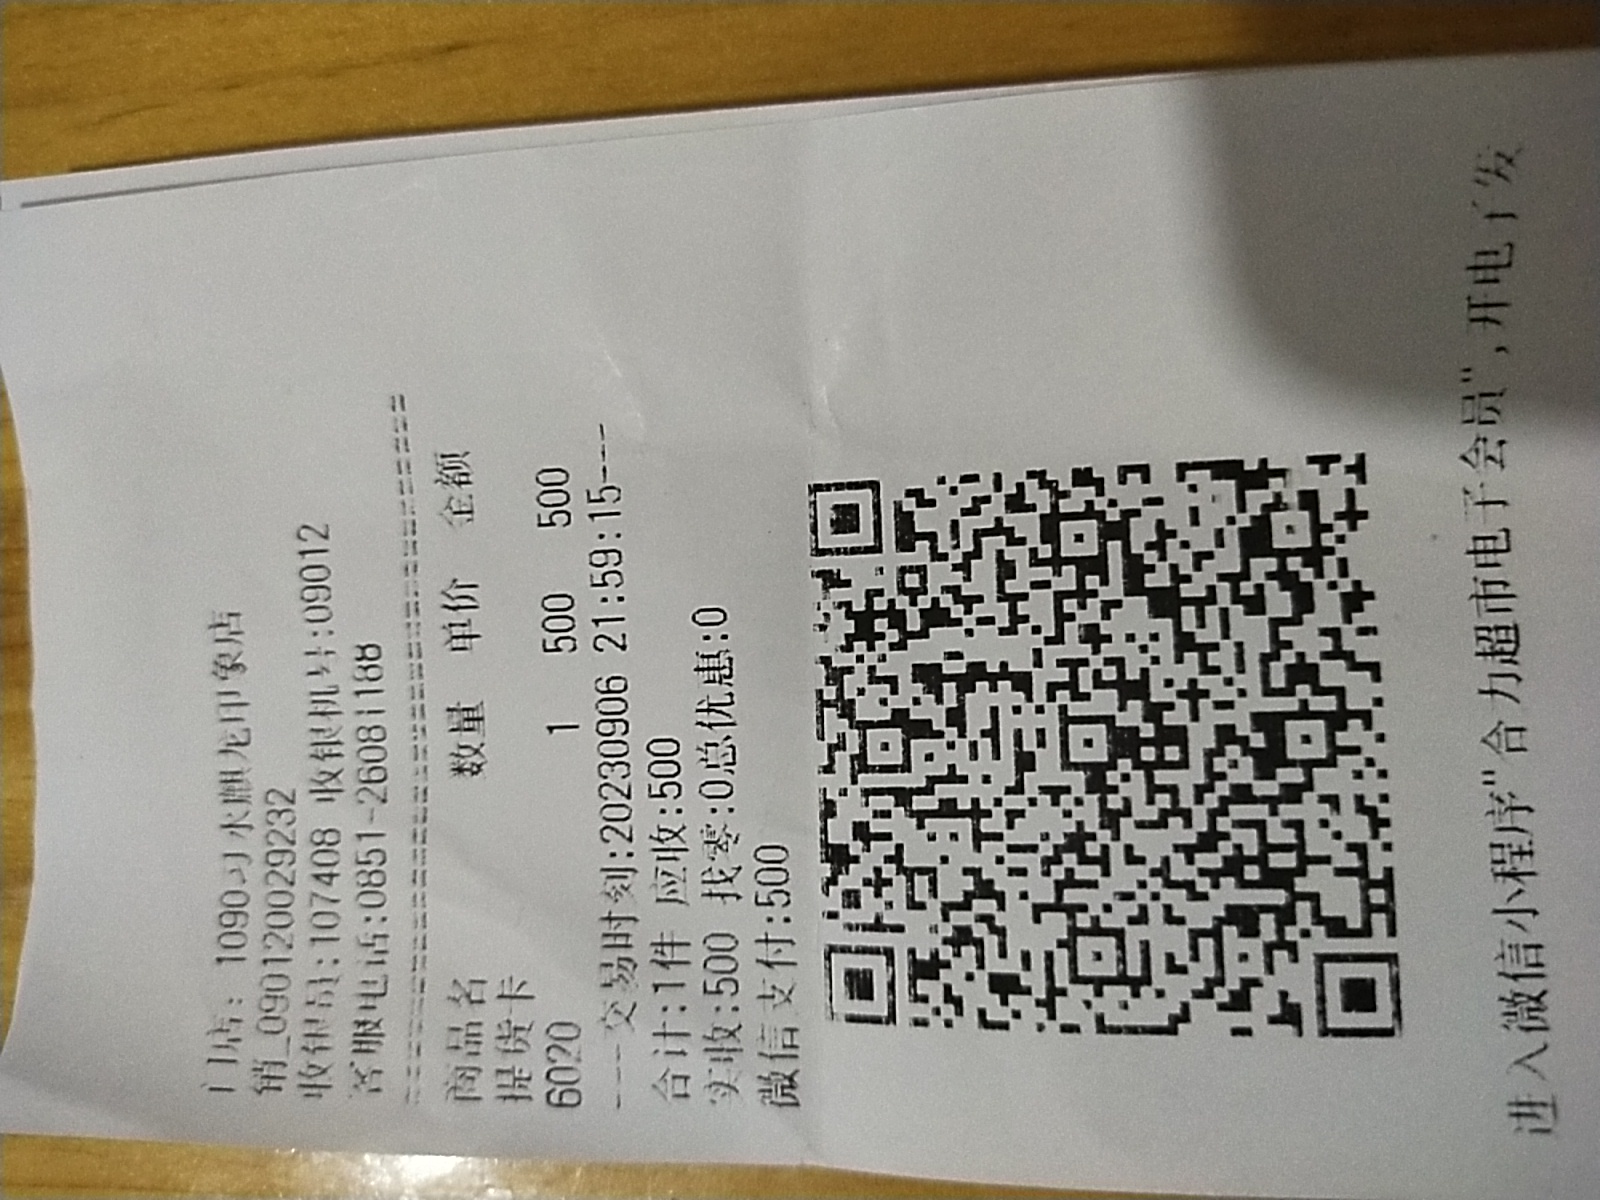 门店: 1090习水麒龙印象店
销_0901200029232
收银员:107408 收银机号:09012
客服电话:0851-26081188
商品名 数量 单价 金额
提货卡
6020 1 500 500
----交易时刻:20230906 21:59:15---
合计:1件 应收:500
实收:500 找零:0总优惠:0
微信支付:500
进入微信小程序"合力超市电子会员",开电子发